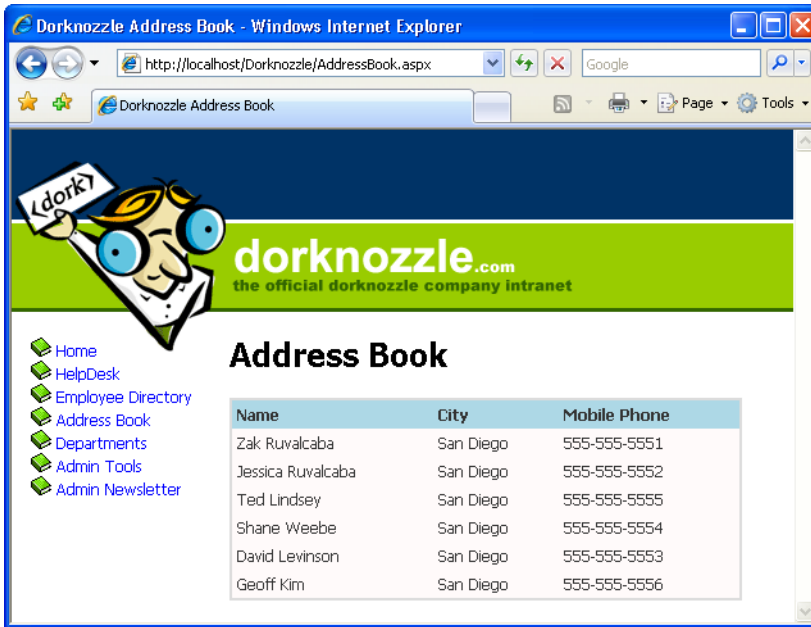 Dorknozzle Address Book - Windows Internet Explorer
http://localhost/Dorknozzle/AddressBook.aspx
Google
Dorknozzle Address Book
Page
Tools
<dork>
dorknozzle.com
the official dorknozzle company intranet
Home
HelpDesk
Employee Directory
Address Book
Departments
Admin Tools
Admin Newsletter
Address Book
Name City Mobile Phone
Zak Ruvalcaba San Diego 555-555-5551
Jessica Ruvalcaba San Diego 555-555-5552
Ted Lindsey San Diego 555-555-5555
Shane Weebe San Diego 555-555-5554
David Levinson San Diego 555-555-5553
Geoff Kim San Diego 555-555-5556